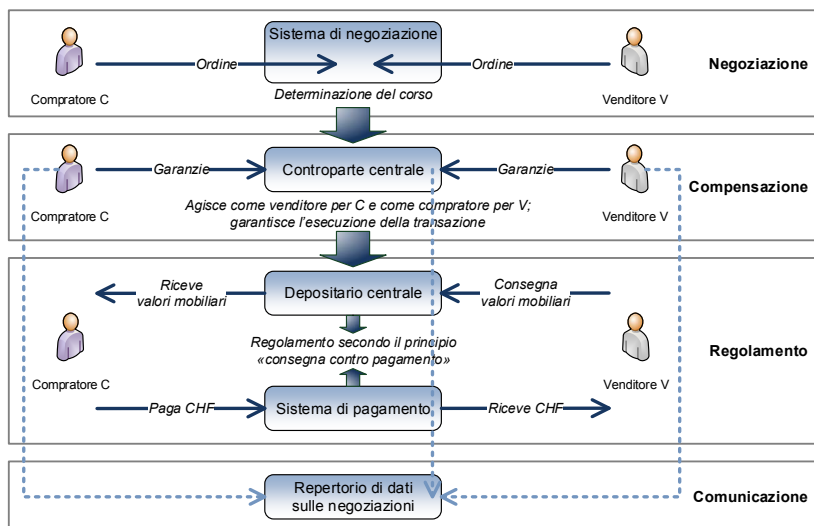 Sistema di negoziazione
Ordine
Ordine
Negoziazione
Compratore C
Determinazione del corso
Venditore V
Garanzie
Controparte centrale
Garanzie
Compensazione
Compratore C
Agisce come venditore per C e come compratore per V;
garantisce l'esecuzione della transazione
Venditore V
Riceve
valori mobiliari
Depositario centrale
Consegna
valori mobiliari
Regolamento secondo il principio
«consegna contro pagamento»
Regolamento
Compratore C
Venditore V
Paga CHF
Sistema di pagamento
Riceve CHF
Repertorio di dati
sulle negoziazioni
Comunicazione